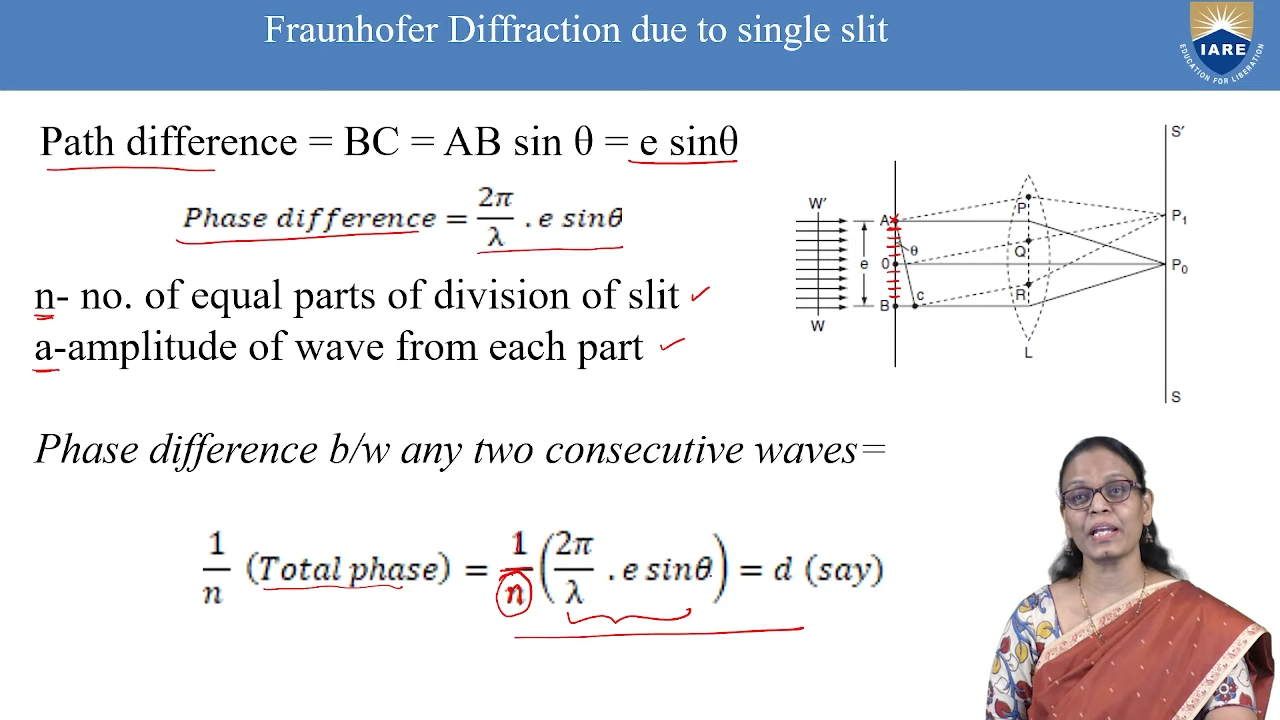 Fraunhofer Diffraction due to single slit
EDUCATION FOR LIBERATION
IARE
Path difference = BC = AB sin θ = e sinθ
Phase difference = 2π/λ . e sinθ
n- no. of equal parts of division of slit
a-amplitude of wave from each part
Phase difference b/w any two consecutive waves=
1/n (Total phase) = 1/n (2π/λ . e sinθ) = d (say)
S′
W′
P
A
P1
θ
Q
e
0
P0
C
R
B
W
L
S